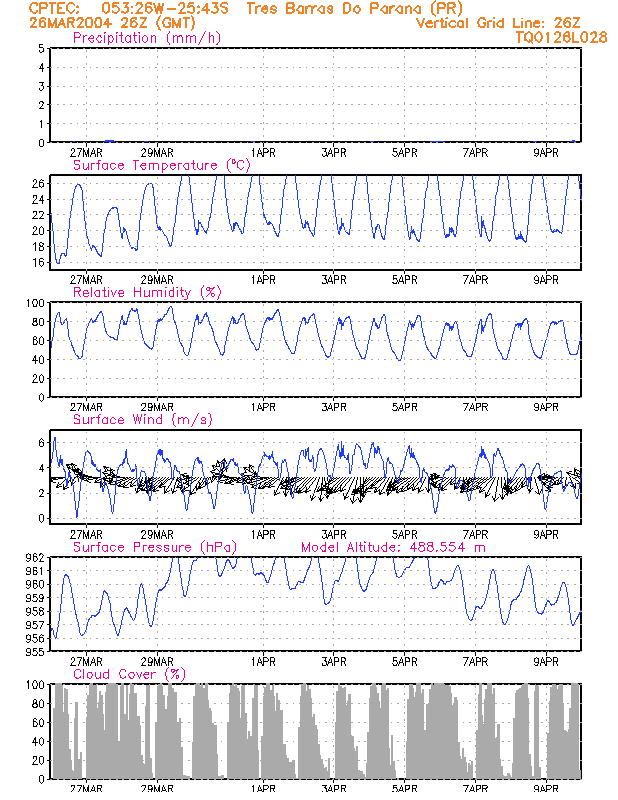 CPTEC: 053:26W-25:43S Tres Barras Do Parana (PR)
26MAR2004 26Z (GMT) Vertical Grid Line: 26Z
Precipitation (mm/h) TQ0126L028
5
4
3
2
1
0
27MAR 29MAR 1APR 3APR 5APR 7APR 9APR
Surface Temperature (°C)
26
24
22
20
18
16
27MAR 29MAR 1APR 3APR 5APR 7APR 9APR
Relative Humidity (%)
100
80
60
40
20
0
27MAR 29MAR 1APR 3APR 5APR 7APR 9APR
Surface Wind (m/s)
6
4
2
0
27MAR 29MAR 1APR 3APR 5APR 7APR 9APR
Surface Pressure (hPa) Model Altitude: 488.554 m
962
961
960
959
958
957
956
955
27MAR 29MAR 1APR 3APR 5APR 7APR 9APR
Cloud Cover (%)
100
80
60
40
20
0
27MAR 29MAR 1APR 3APR 5APR 7APR 9APR